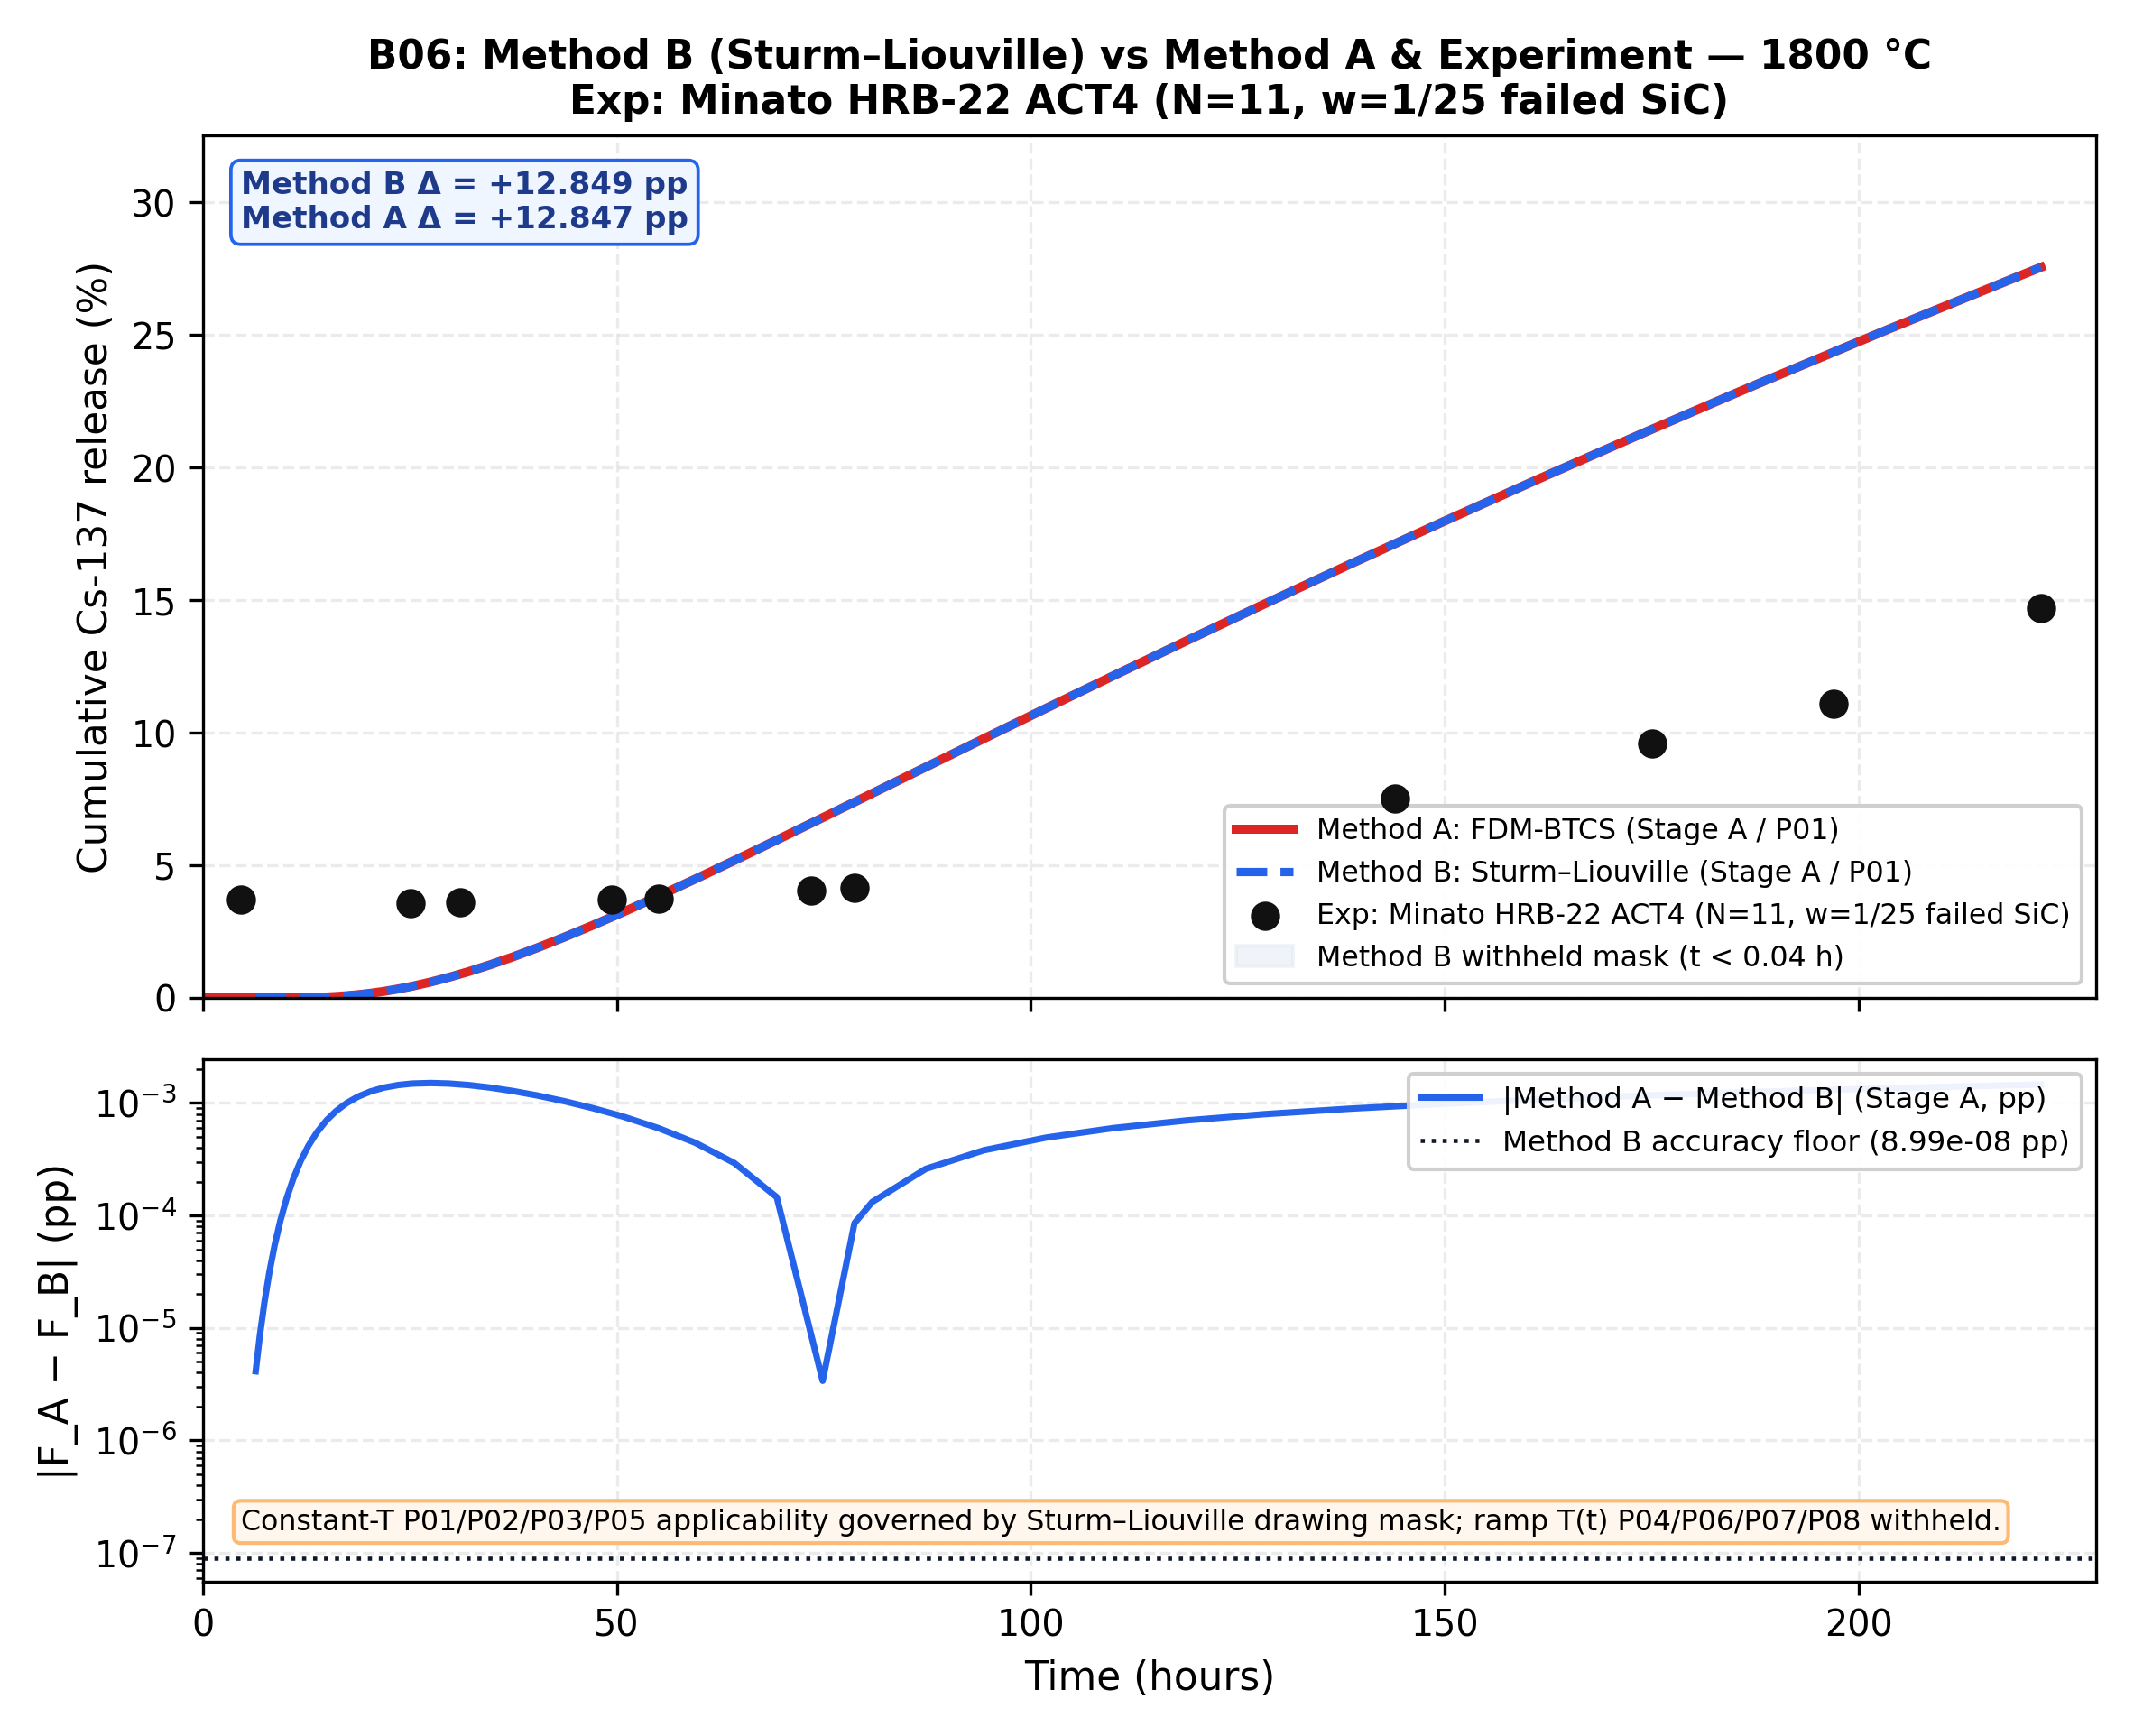 B06: Method B (Sturm–Liouville) vs Method A & Experiment — 1800 °C
Exp: Minato HRB-22 ACT4 (N=11, w=1/25 failed SiC)
Method B Δ = +12.849 pp
Method A Δ = +12.847 pp
Cumulative Cs-137 release (%)
30
25
20
15
10
5
0
Method A: FDM-BTCS (Stage A / P01)
Method B: Sturm–Liouville (Stage A / P01)
Exp: Minato HRB-22 ACT4 (N=11, w=1/25 failed SiC)
Method B withheld mask (t < 0.04 h)
|F_A − F_B| (pp)
10⁻³
10⁻⁴
10⁻⁵
10⁻⁶
10⁻⁷
|Method A − Method B| (Stage A, pp)
Method B accuracy floor (8.99e-08 pp)
Constant-T P01/P02/P03/P05 applicability governed by Sturm–Liouville drawing mask; ramp T(t) P04/P06/P07/P08 withheld.
0 50 100 150 200
Time (hours)